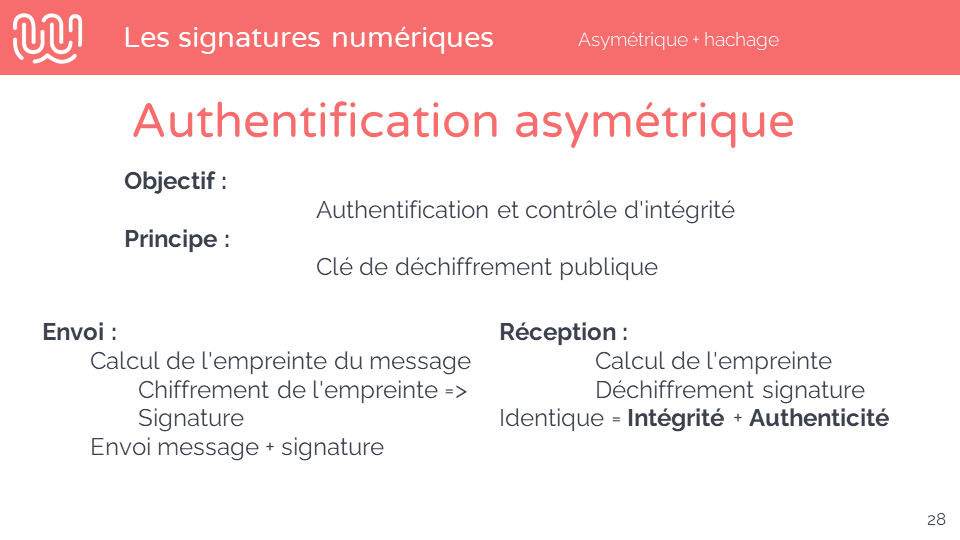 Les signatures numériques
Asymétrique + hachage
Authentification asymétrique
Objectif :
Authentification et contrôle d'intégrité
Principe :
Clé de déchiffrement publique
Envoi :
Calcul de l'empreinte du message
Chiffrement de l'empreinte =>
Signature
Envoi message + signature
Réception :
Calcul de l'empreinte
Déchiffrement signature
Identique = Intégrité + Authenticité
28